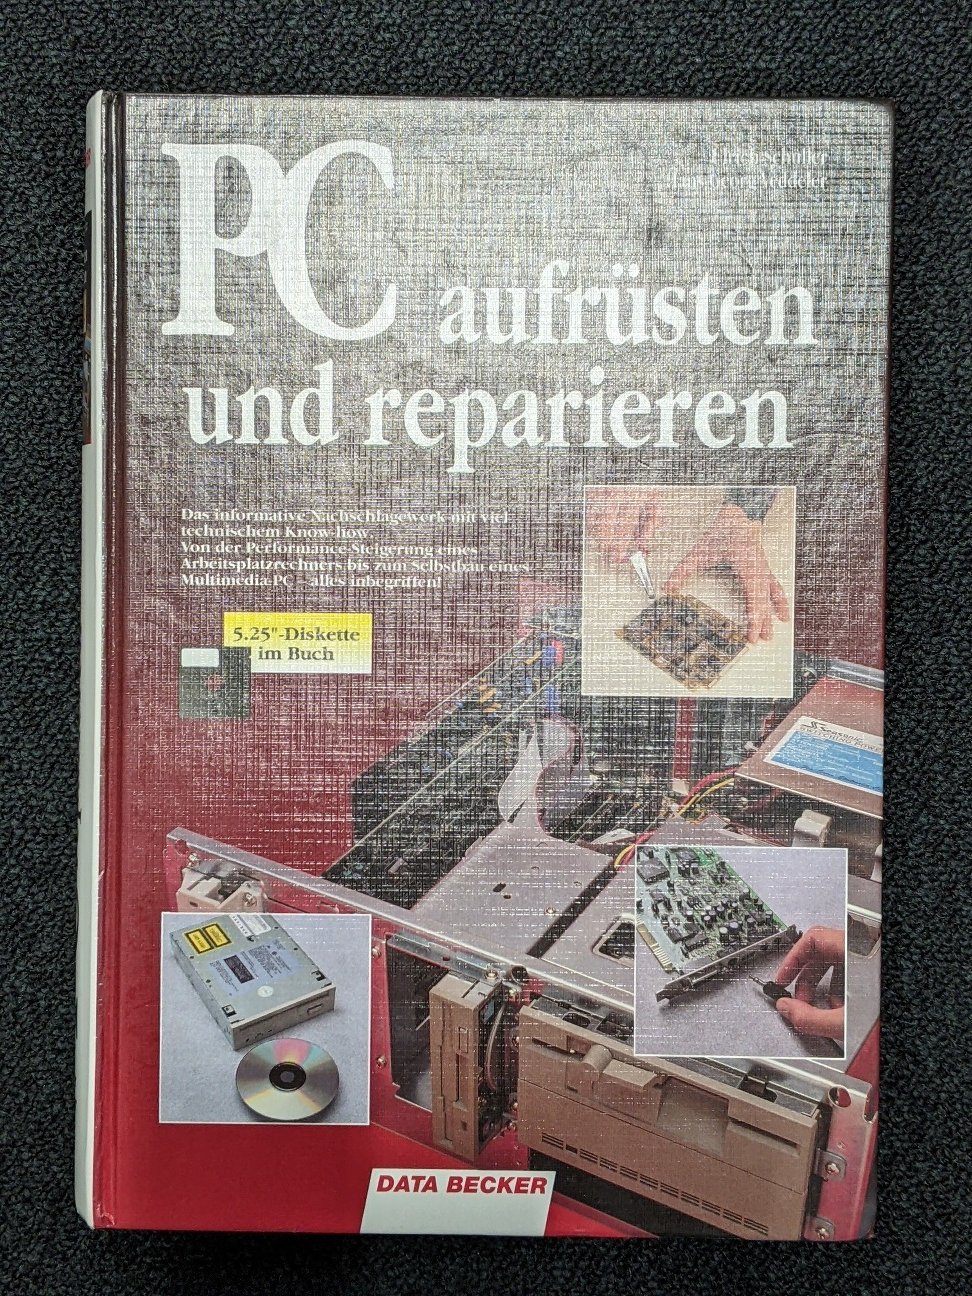 Ulrich Schüller
Hans-Georg Veddeler
PC aufrüsten
und reparieren
Das informative Nachschlagewerk mit viel
technischem Know-how.
Von der Performance-Steigerung eines
Arbeitsplatzrechners bis zum Selbstbau eines
Multimedia-PC – alles inbegriffen!
5.25"-Diskette
im Buch
DATA BECKER